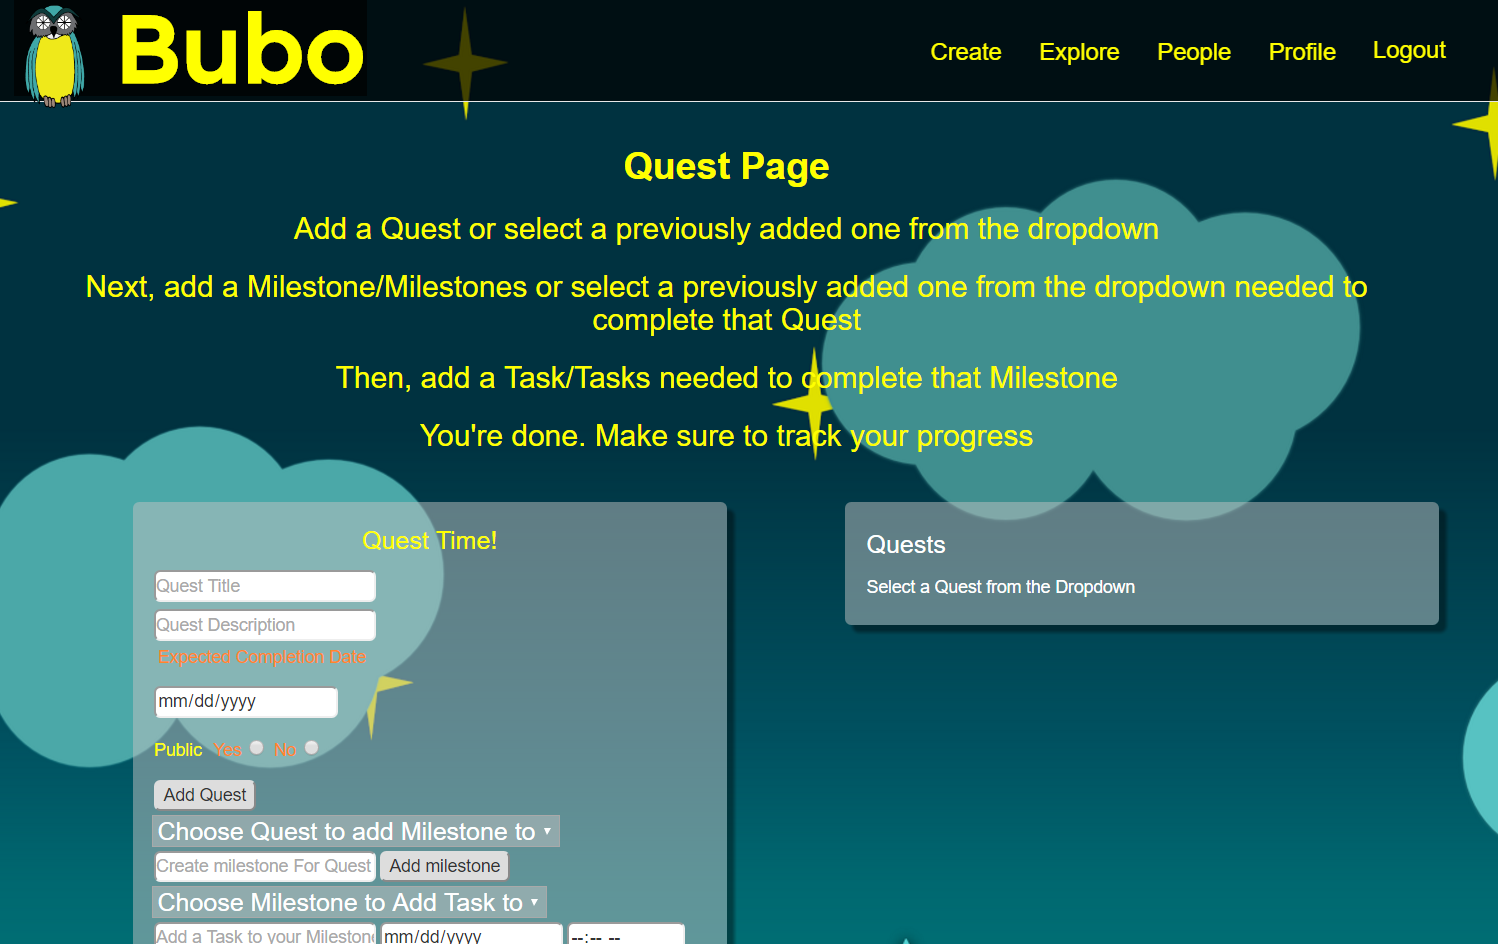 Bubo
Create Explore People Profile Logout
Quest Page
Add a Quest or select a previously added one from the dropdown
Next, add a Milestone/Milestones or select a previously added one from the dropdown needed to
complete that Quest
Then, add a Task/Tasks needed to complete that Milestone
You're done. Make sure to track your progress
Quest Time!
Quest Title
Quest Description
Expected Completion Date
mm/dd/yyyy
Public Yes No
Add Quest
Choose Quest to add Milestone to
Create milestone For Quest Add milestone
Choose Milestone to Add Task to
Add a Task to your Mileston mm/dd/yyyy --:-- --
Quests
Select a Quest from the Dropdown